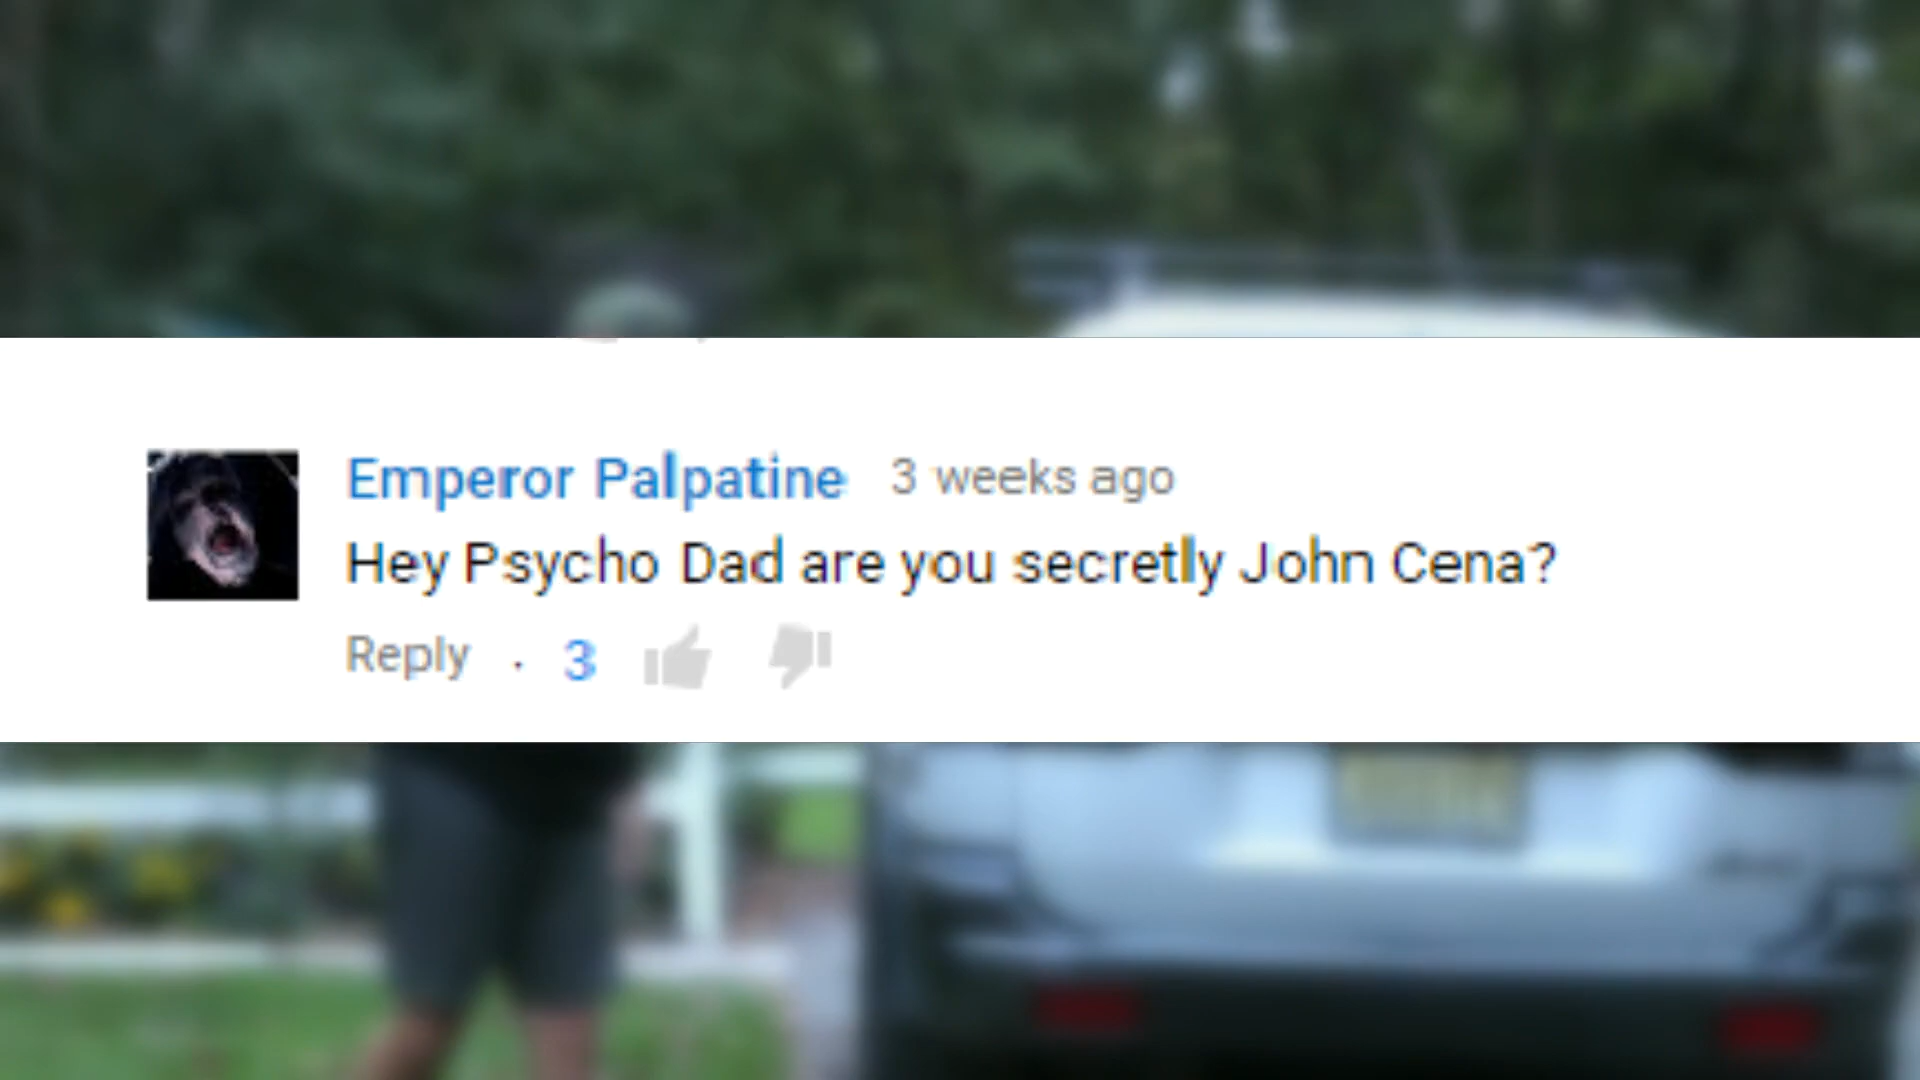 Emperor Palpatine 3 weeks ago
Hey Psycho Dad are you secretly John Cena?
Reply · 3